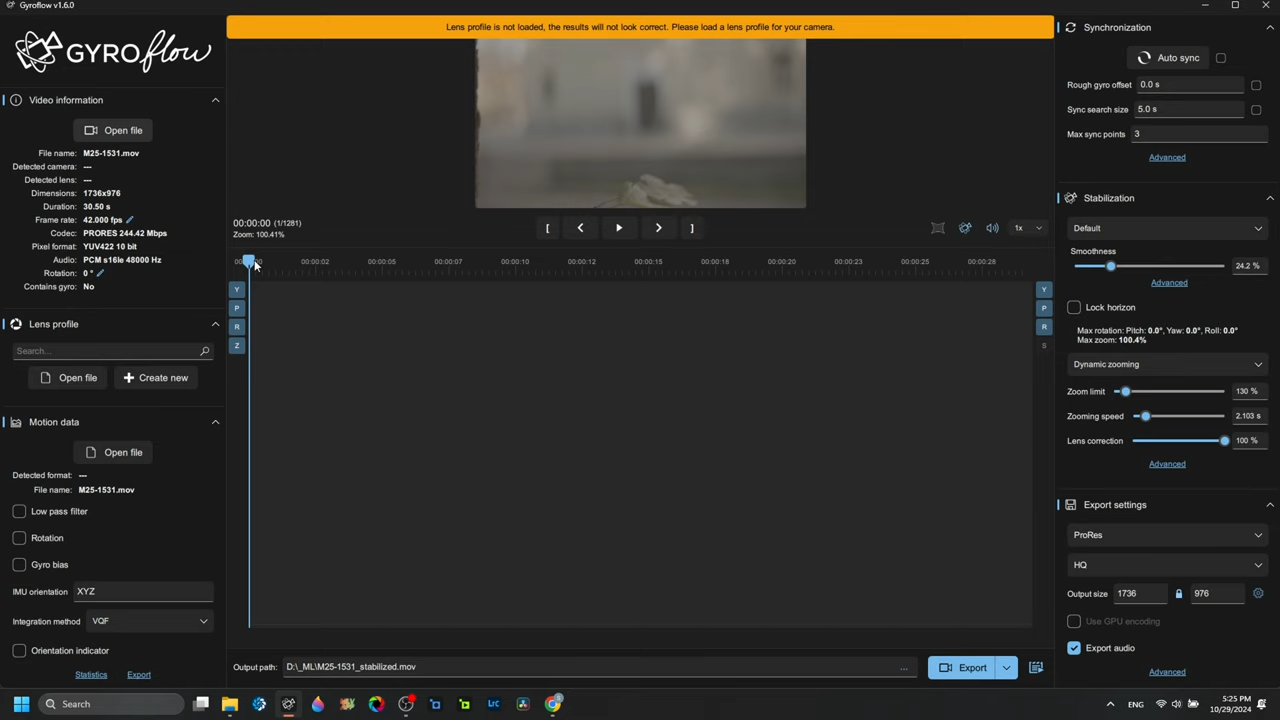 Gyroflow v1.6.0
Lens profile is not loaded, the results will not look correct. Please load a lens profile for your camera.
GYROflow
Video information
Open file
File name: M25-1531.mov
Detected camera: ---
Detected lens: ---
Dimensions: 1736x976
Duration: 30.50 s
Frame rate: 42.000 fps
Codec: PRORES 244.42 Mbps
Pixel format: YUV422 10 bit
Audio: PCM s16le 48000 Hz
Rotation: 0 °
Contains gyro: No
Lens profile
Search...
Open file
Create new
Motion data
Open file
Detected format: ---
File name: M25-1531.mov
Low pass filter
Rotation
Gyro bias
IMU orientation XYZ
Integration method VQF
Orientation indicator
Statistics Export
00:00:00 (1/1281)
Zoom: 100.41%
[ ]
1x
00:00:02 00:00:05 00:00:07 00:00:10 00:00:12 00:00:15 00:00:17 00:00:20 00:00:23 00:00:25 00:00:28
Y Y
P P
R R
Z S
Output path: D:\_ML\M25-1531_stabilized.mov ...
Export
Synchronization
Auto sync
Rough gyro offset 0.0 s
Sync search size 5.0 s
Max sync points 3
Advanced
Stabilization
Default
Smoothness
24.2 %
Advanced
Lock horizon
Max rotation: Pitch: 0.0°, Yaw: 0.0°, Roll: 0.0°
Max zoom: 100.4%
Dynamic zooming
Zoom limit 130 %
Zooming speed 2.103 s
Lens correction 100 %
Advanced
Export settings
ProRes
HQ
Output size 1736 976
Use GPU encoding
Export audio
Advanced
Search
LrC
ENG
5:25 PM
10/29/2024